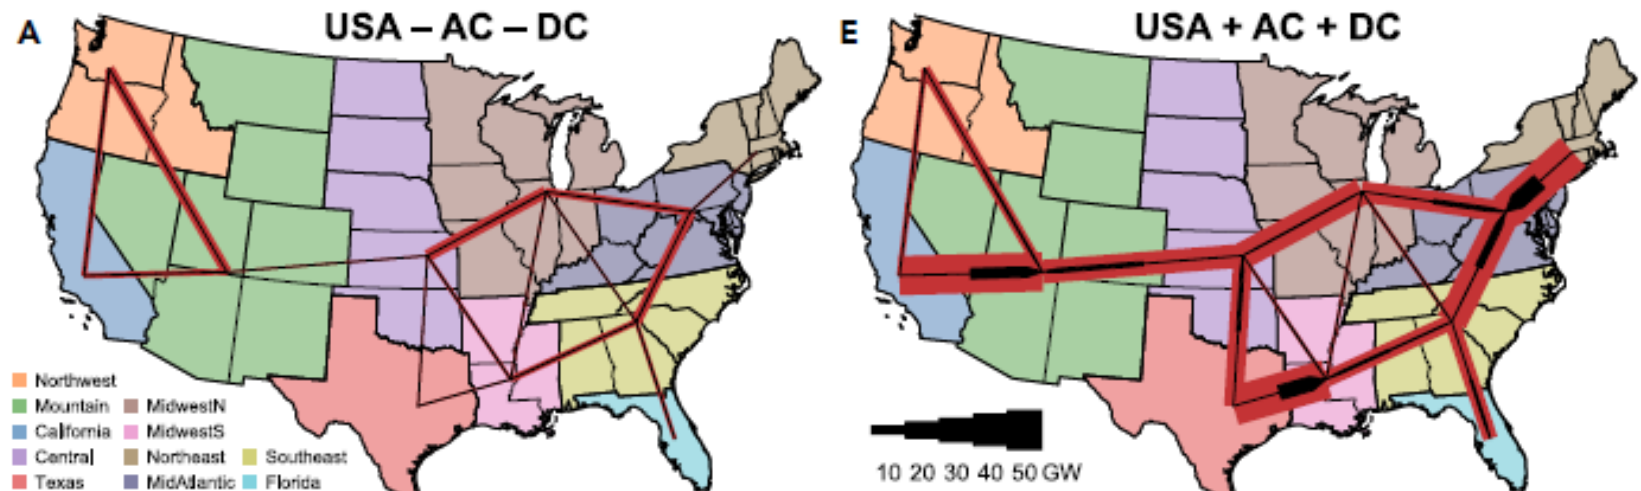 A
USA – AC – DC
Northwest
Mountain
California
Central
Texas
MidwestN
MidwestS
Northeast
MidAtlantic
Southeast
Florida
E
USA + AC + DC
10 20 30 40 50 GW